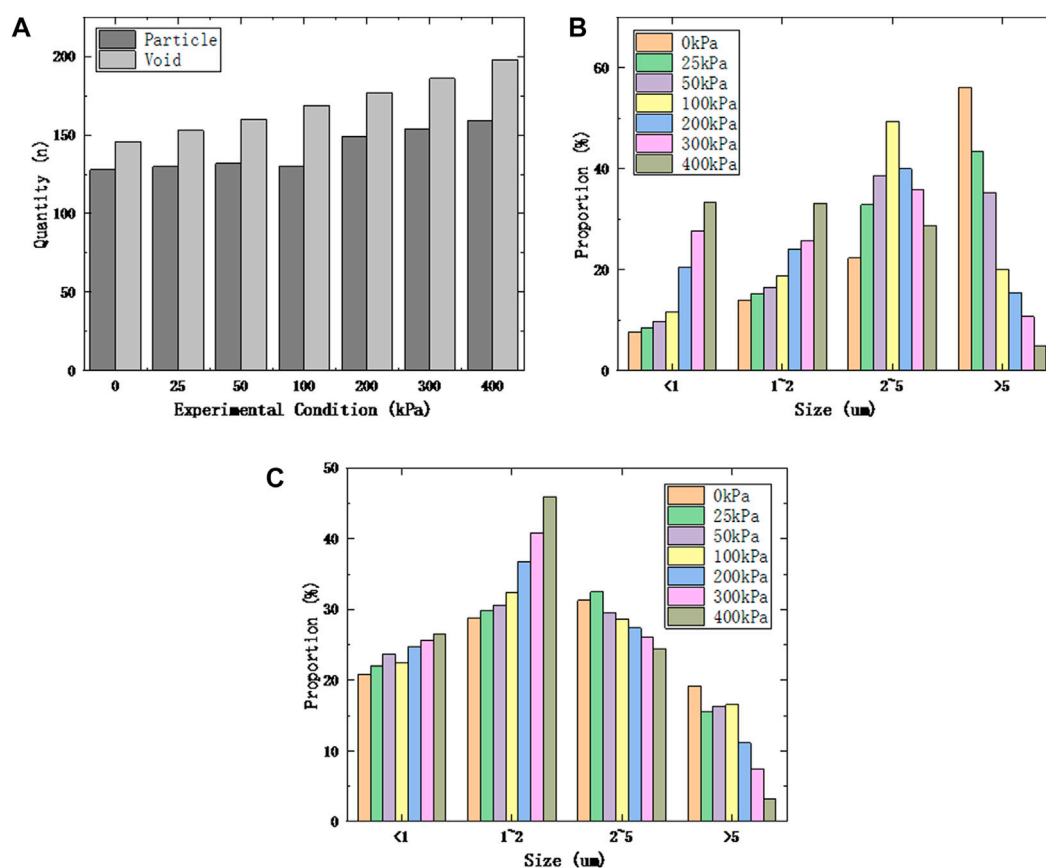 A
Particle
Void
Quantity (n)
200
150
100
50
0
0 25 50 100 200 300 400
Experimental Condition (kPa)
B
0kPa
25kPa
50kPa
100kPa
200kPa
300kPa
400kPa
Proportion (%)
60
40
20
0
<1 1~2 2~5 >5
Size (um)
C
0kPa
25kPa
50kPa
100kPa
200kPa
300kPa
400kPa
Proportion (%)
50
40
30
20
10
0
<1 1~2 2~5 >5
Size (um)